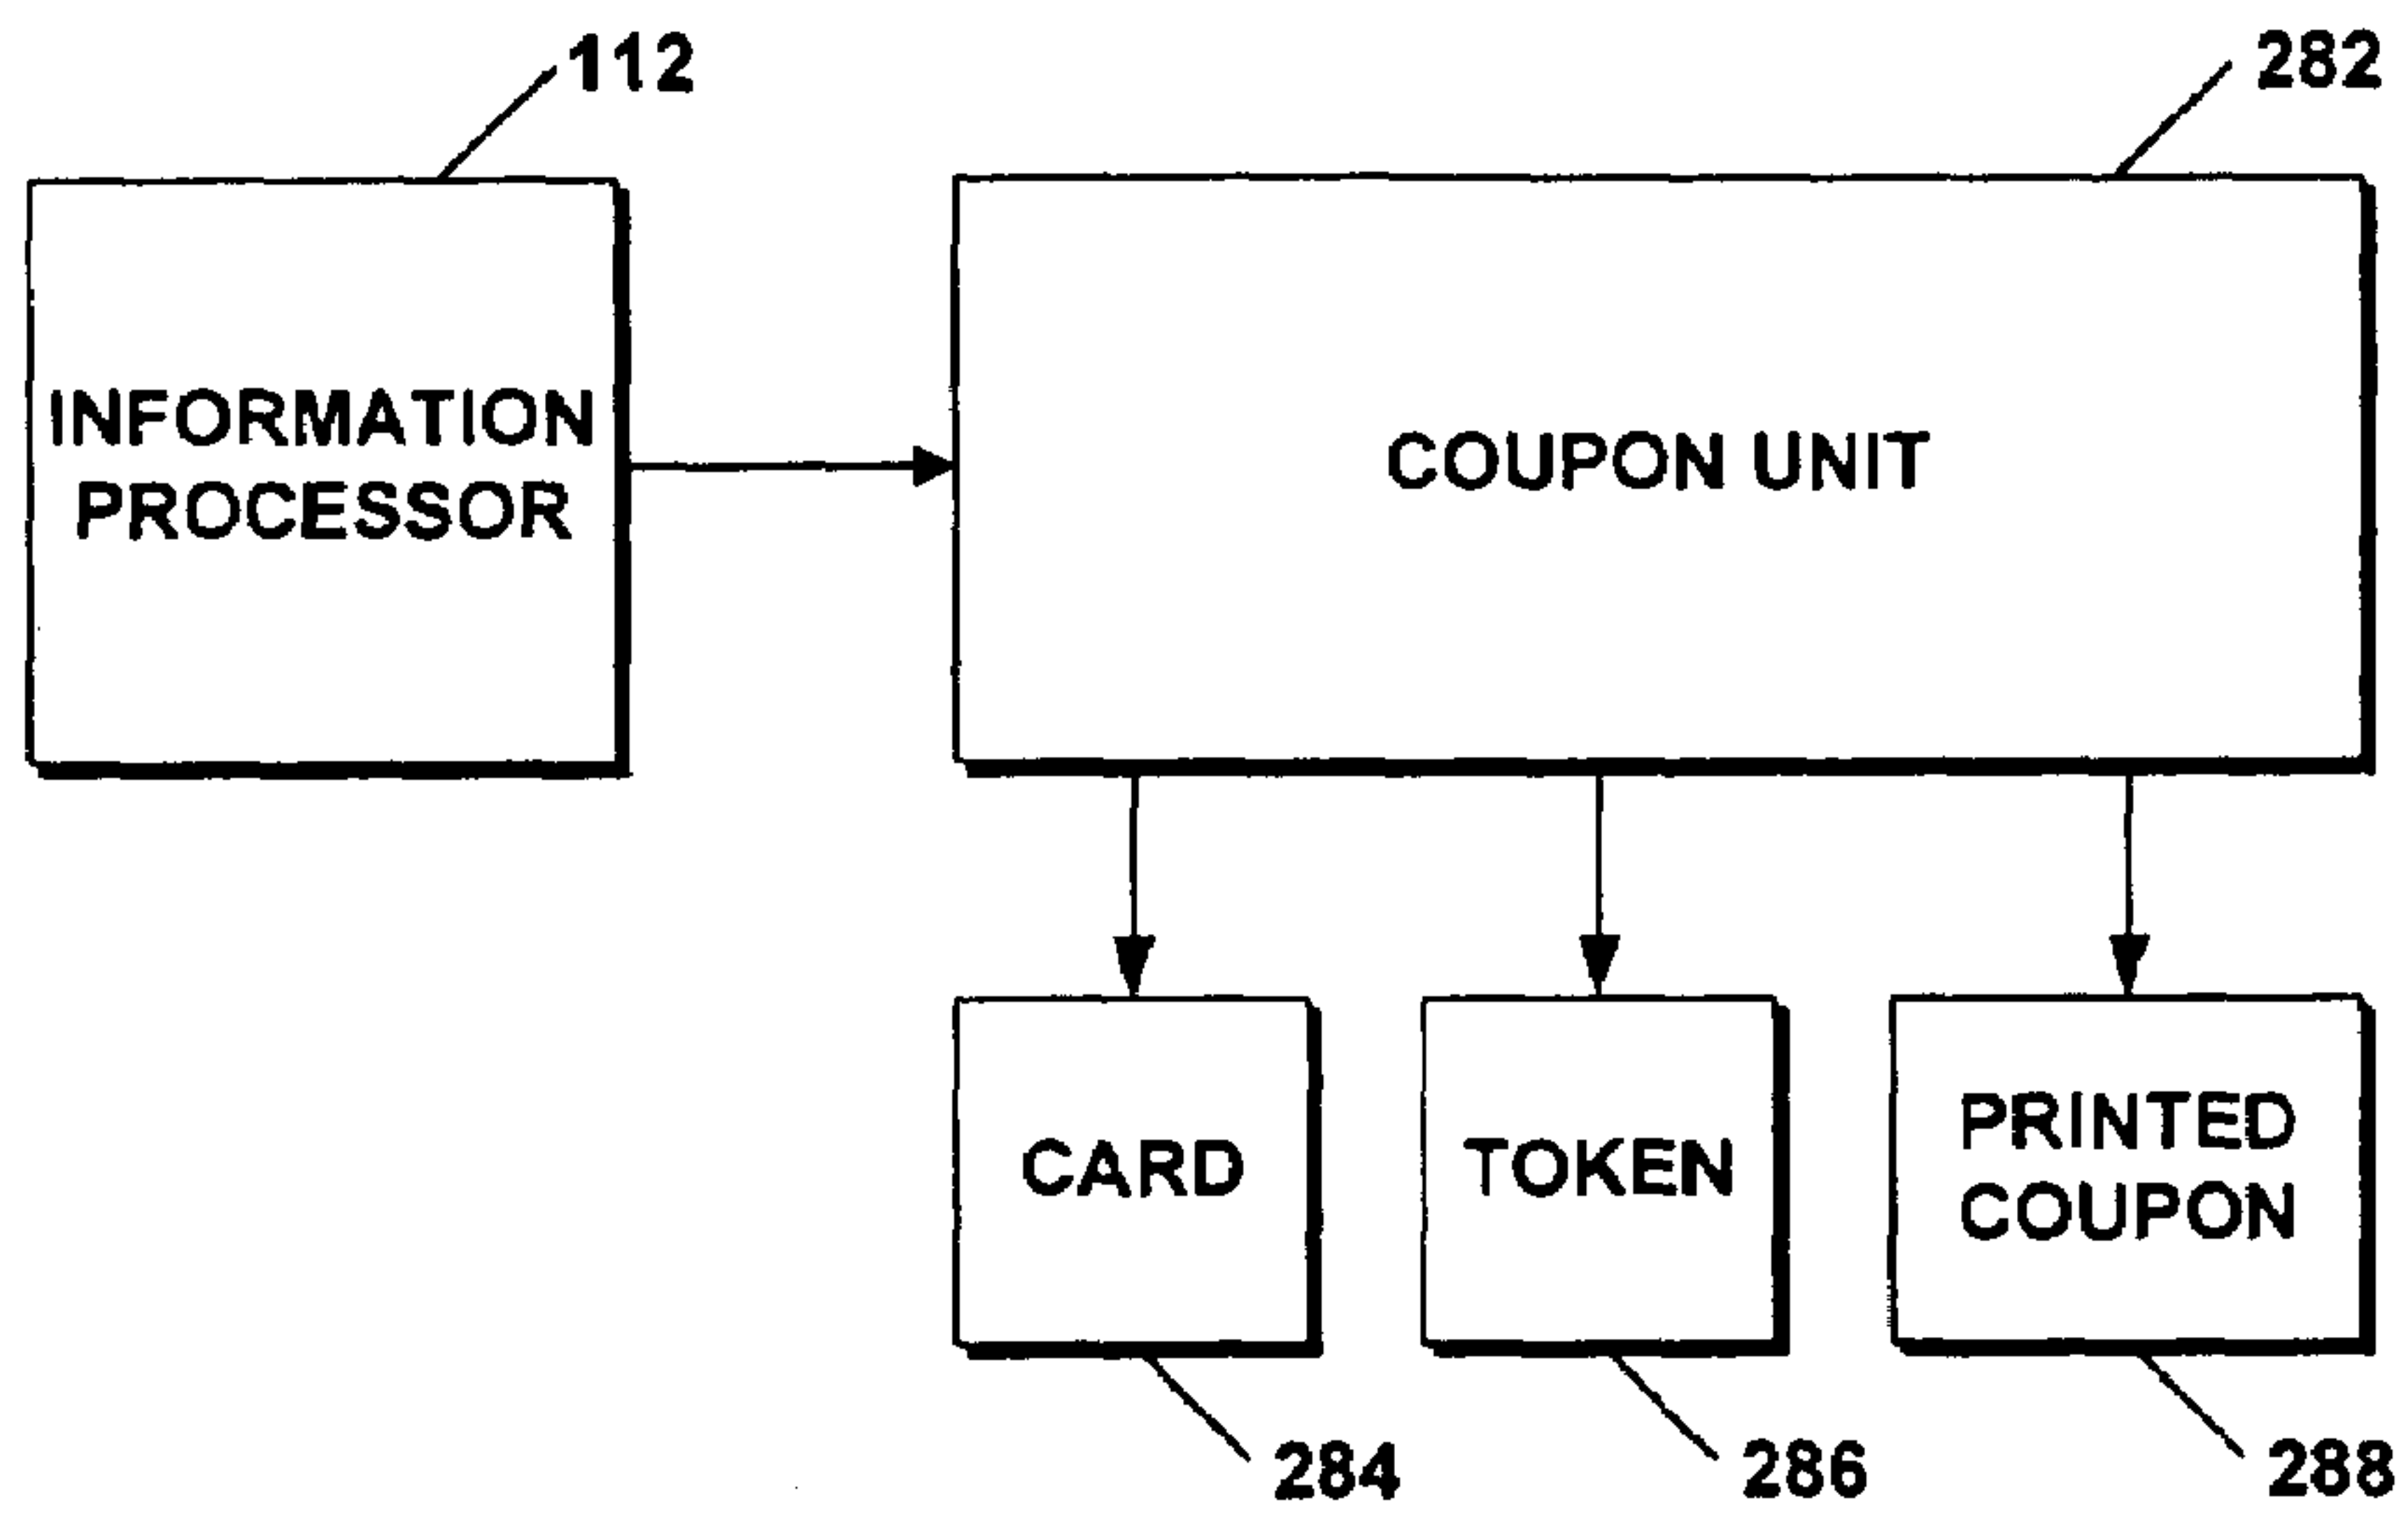 112
282
INFORMATION
PROCESSOR
COUPON UNIT
CARD
TOKEN
PRINTED
COUPON
284
286
288